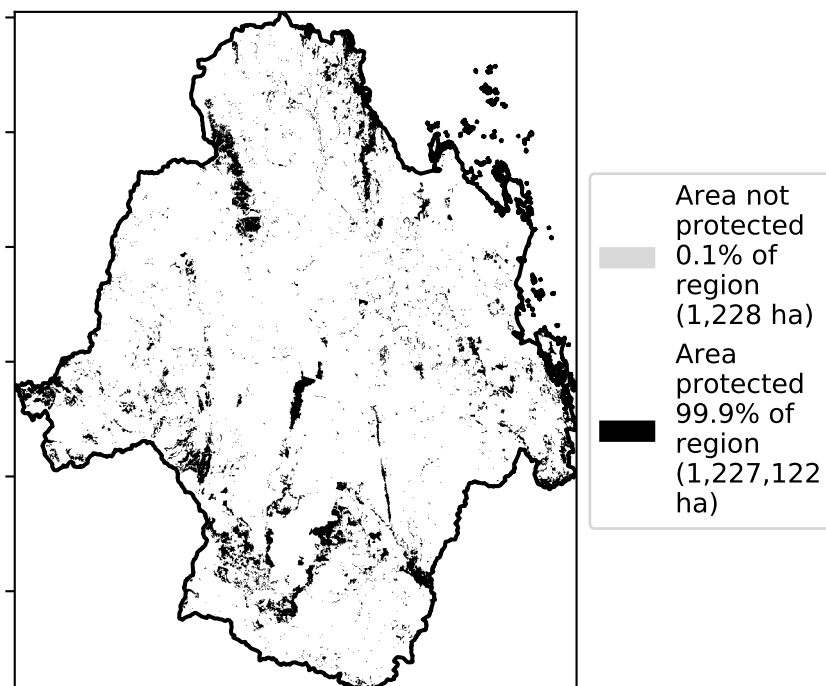 Area not
protected
0.1% of
region
(1,228 ha)
Area
protected
99.9% of
region
(1,227,122
ha)